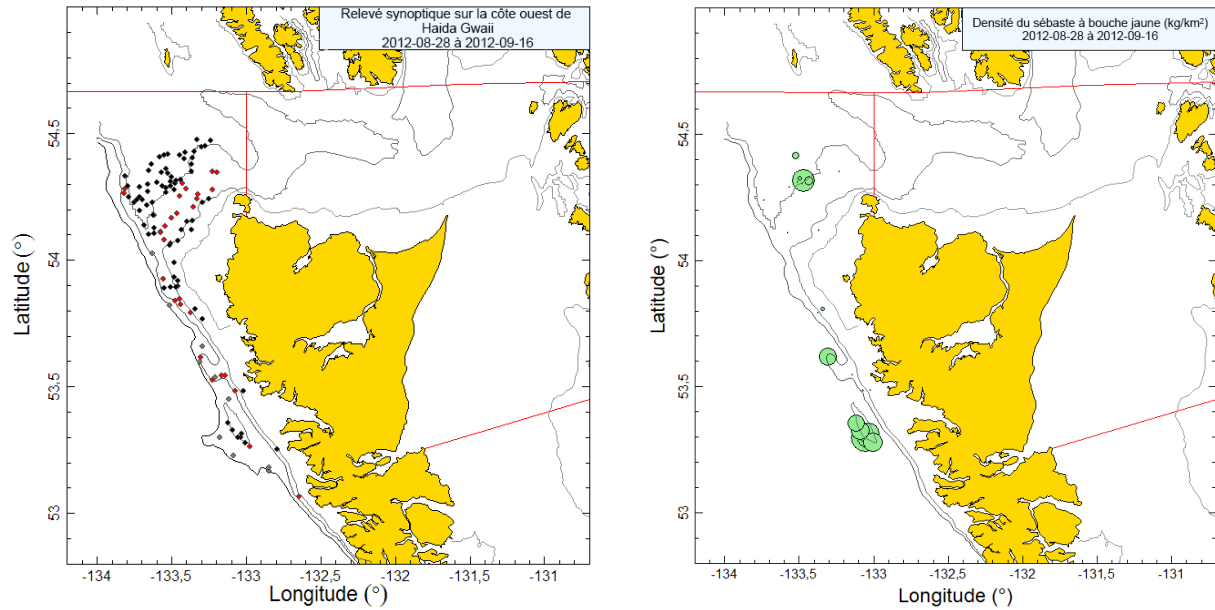 Relevé synoptique sur la côte ouest de
Haida Gwaii
2012-08-28 à 2012-09-16
54,5
54
53,5
53
Latitude (°)
-134
-133,5
-133
-132,5
-132
-131,5
-131
Longitude (°)
Densité du sébaste à bouche jaune (kg/km²)
2012-08-28 à 2012-09-16
54,5
54
53,5
53
Latitude (°)
-134
-133,5
-133
-132,5
-132
-131,5
-131
Longitude (°)